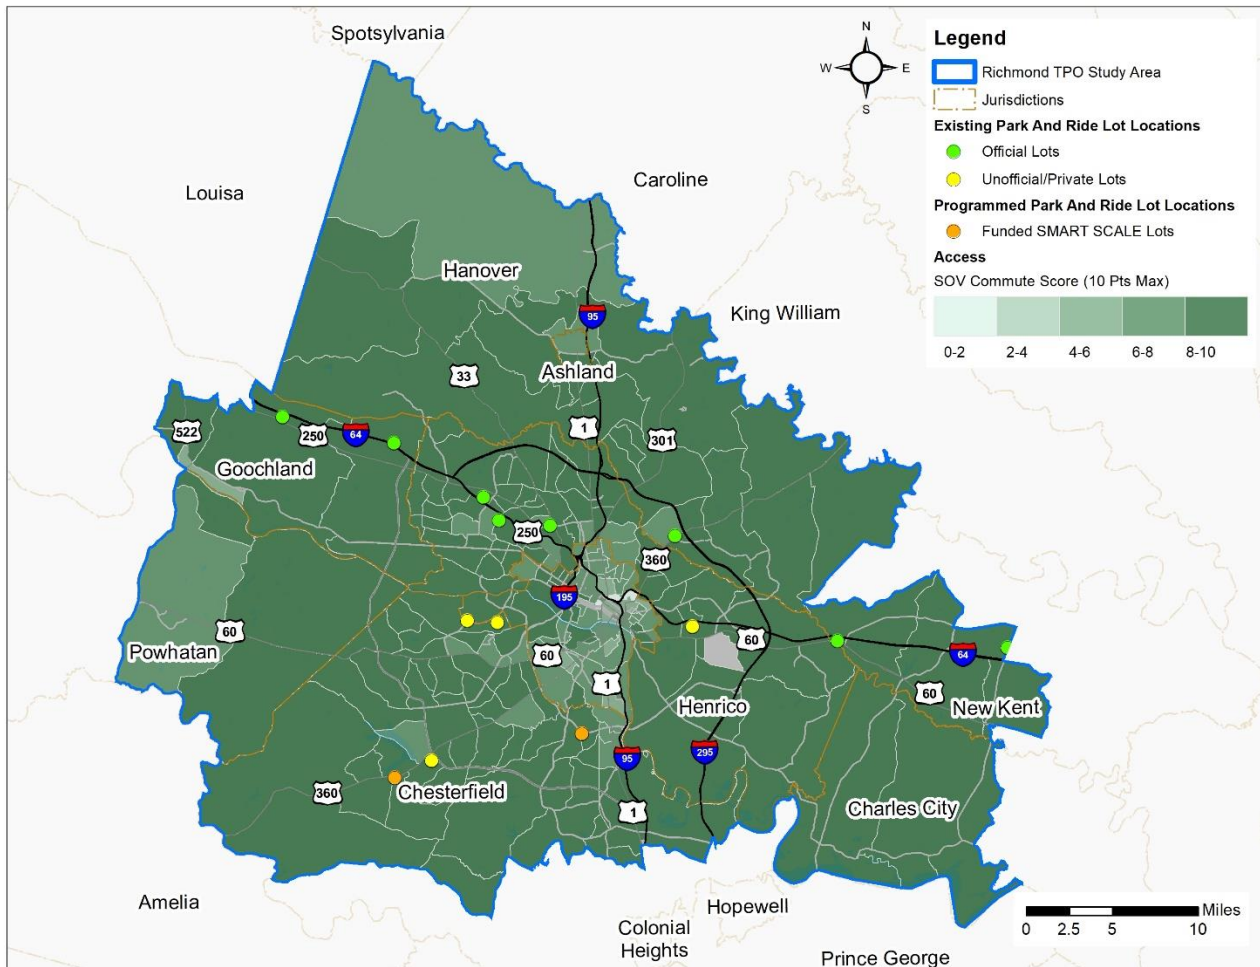 Spotsylvania
Louisa
Caroline
Hanover
King William
95
Ashland
33
1
301
522
250
64
Goochland
250
360
195
60
60
60
Powhatan
1
Henrico
64
60
New Kent
95
295
360
Chesterfield
1
Charles City
Amelia
Hopewell
Colonial
Heights
Prince George
N
W
E
S
Legend
Richmond TPO Study Area
Jurisdictions
Existing Park And Ride Lot Locations
Official Lots
Unofficial/Private Lots
Programmed Park And Ride Lot Locations
Funded SMART SCALE Lots
Access
SOV Commute Score (10 Pts Max)
0-2 2-4 4-6 6-8 8-10
Miles
0 2.5 5 10